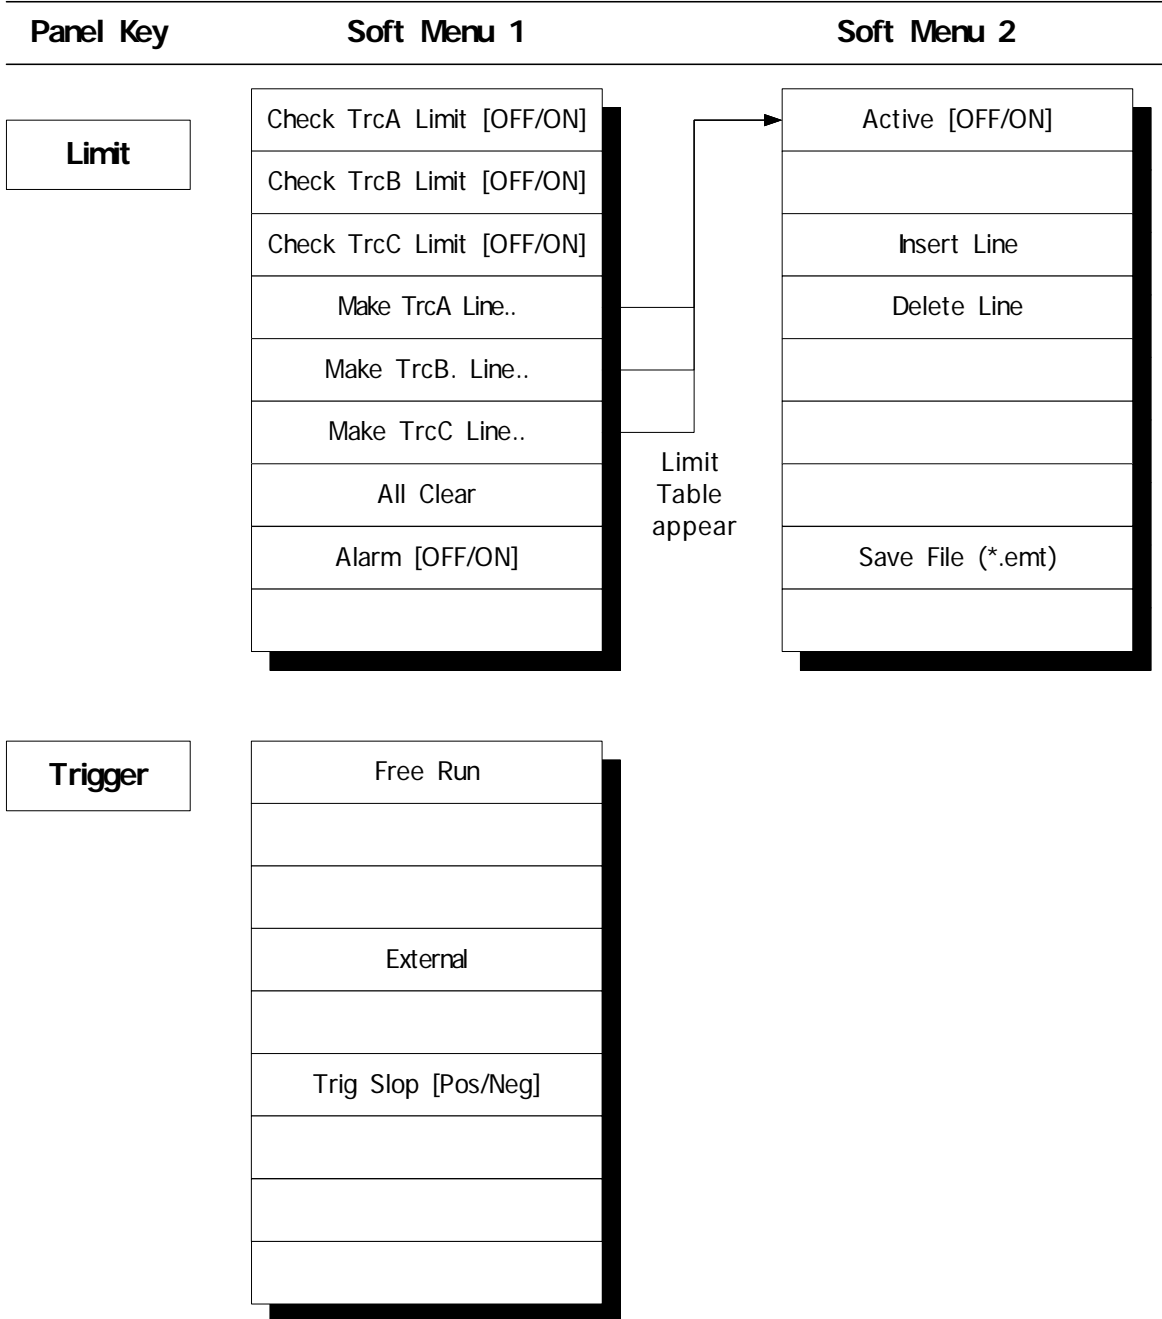 Panel Key
Soft Menu 1
Soft Menu 2
Limit
Check TrcA Limit [OFF/ON]
Check TrcB Limit [OFF/ON]
Check TrcC Limit [OFF/ON]
Make TrcA Line..
Make TrcB. Line..
Make TrcC Line..
All Clear
Alarm [OFF/ON]
Limit
Table
appear
Active [OFF/ON]
Insert Line
Delete Line
Save File (*.emt)
Trigger
Free Run
External
Trig Slop [Pos/Neg]